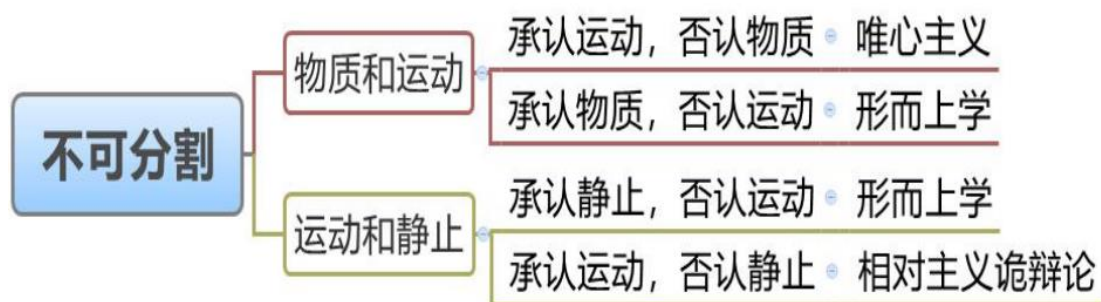 不可分割
物质和运动
承认运动，否认物质 唯心主义
承认物质，否认运动 形而上学
运动和静止
承认静止，否认运动 形而上学
承认运动，否认静止 相对主义诡辩论